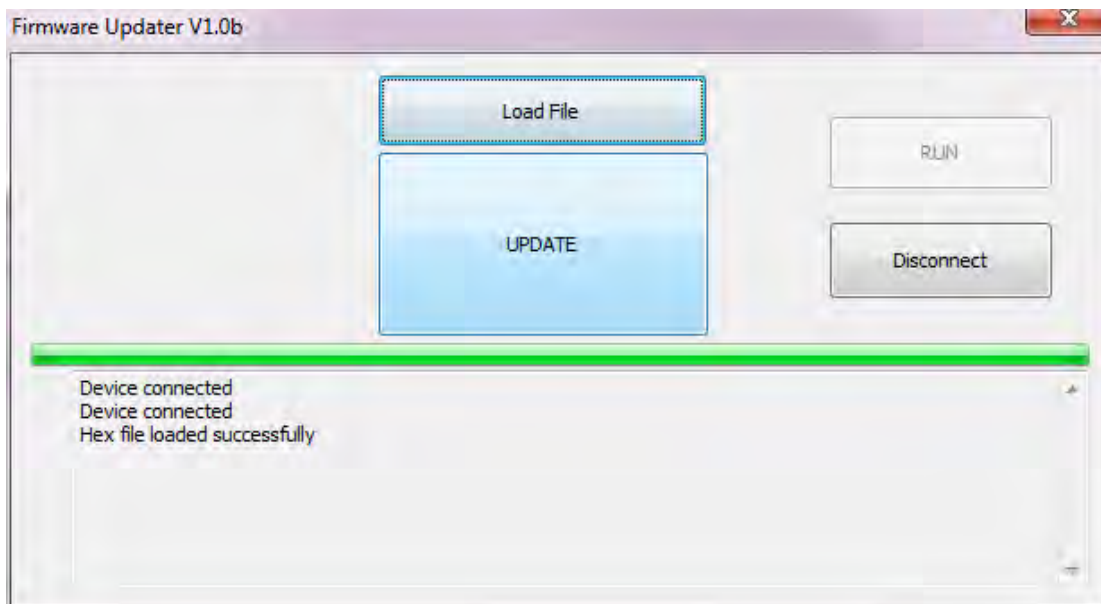 Firmware Updater V1.0b
Load File
RUN
UPDATE
Disconnect
Device connected
Device connected
Hex file loaded successfully